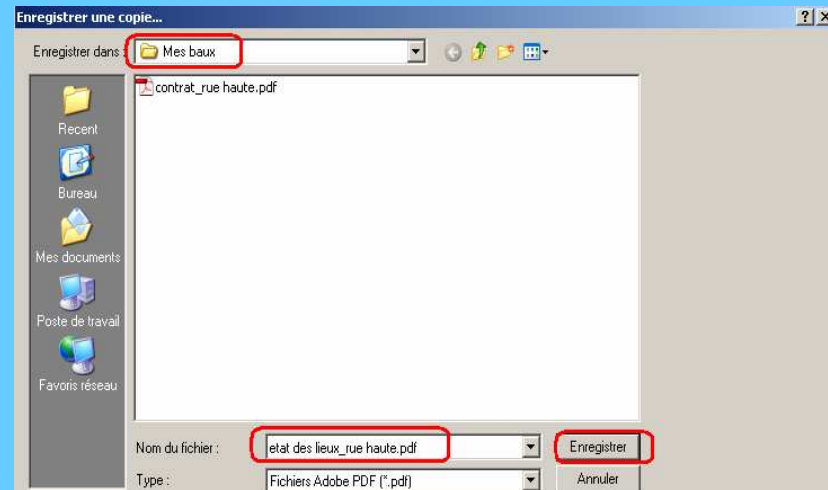 Enregistrer une copie...
Enregistrer dans : Mes baux
contrat_rue haute.pdf
Recent
Bureau
Mes documents
Poste de travail
Favoris réseau
Nom du fichier : etat des lieux_rue haute.pdf Enregistrer
Type : Fichiers Adobe PDF (*.pdf) Annuler